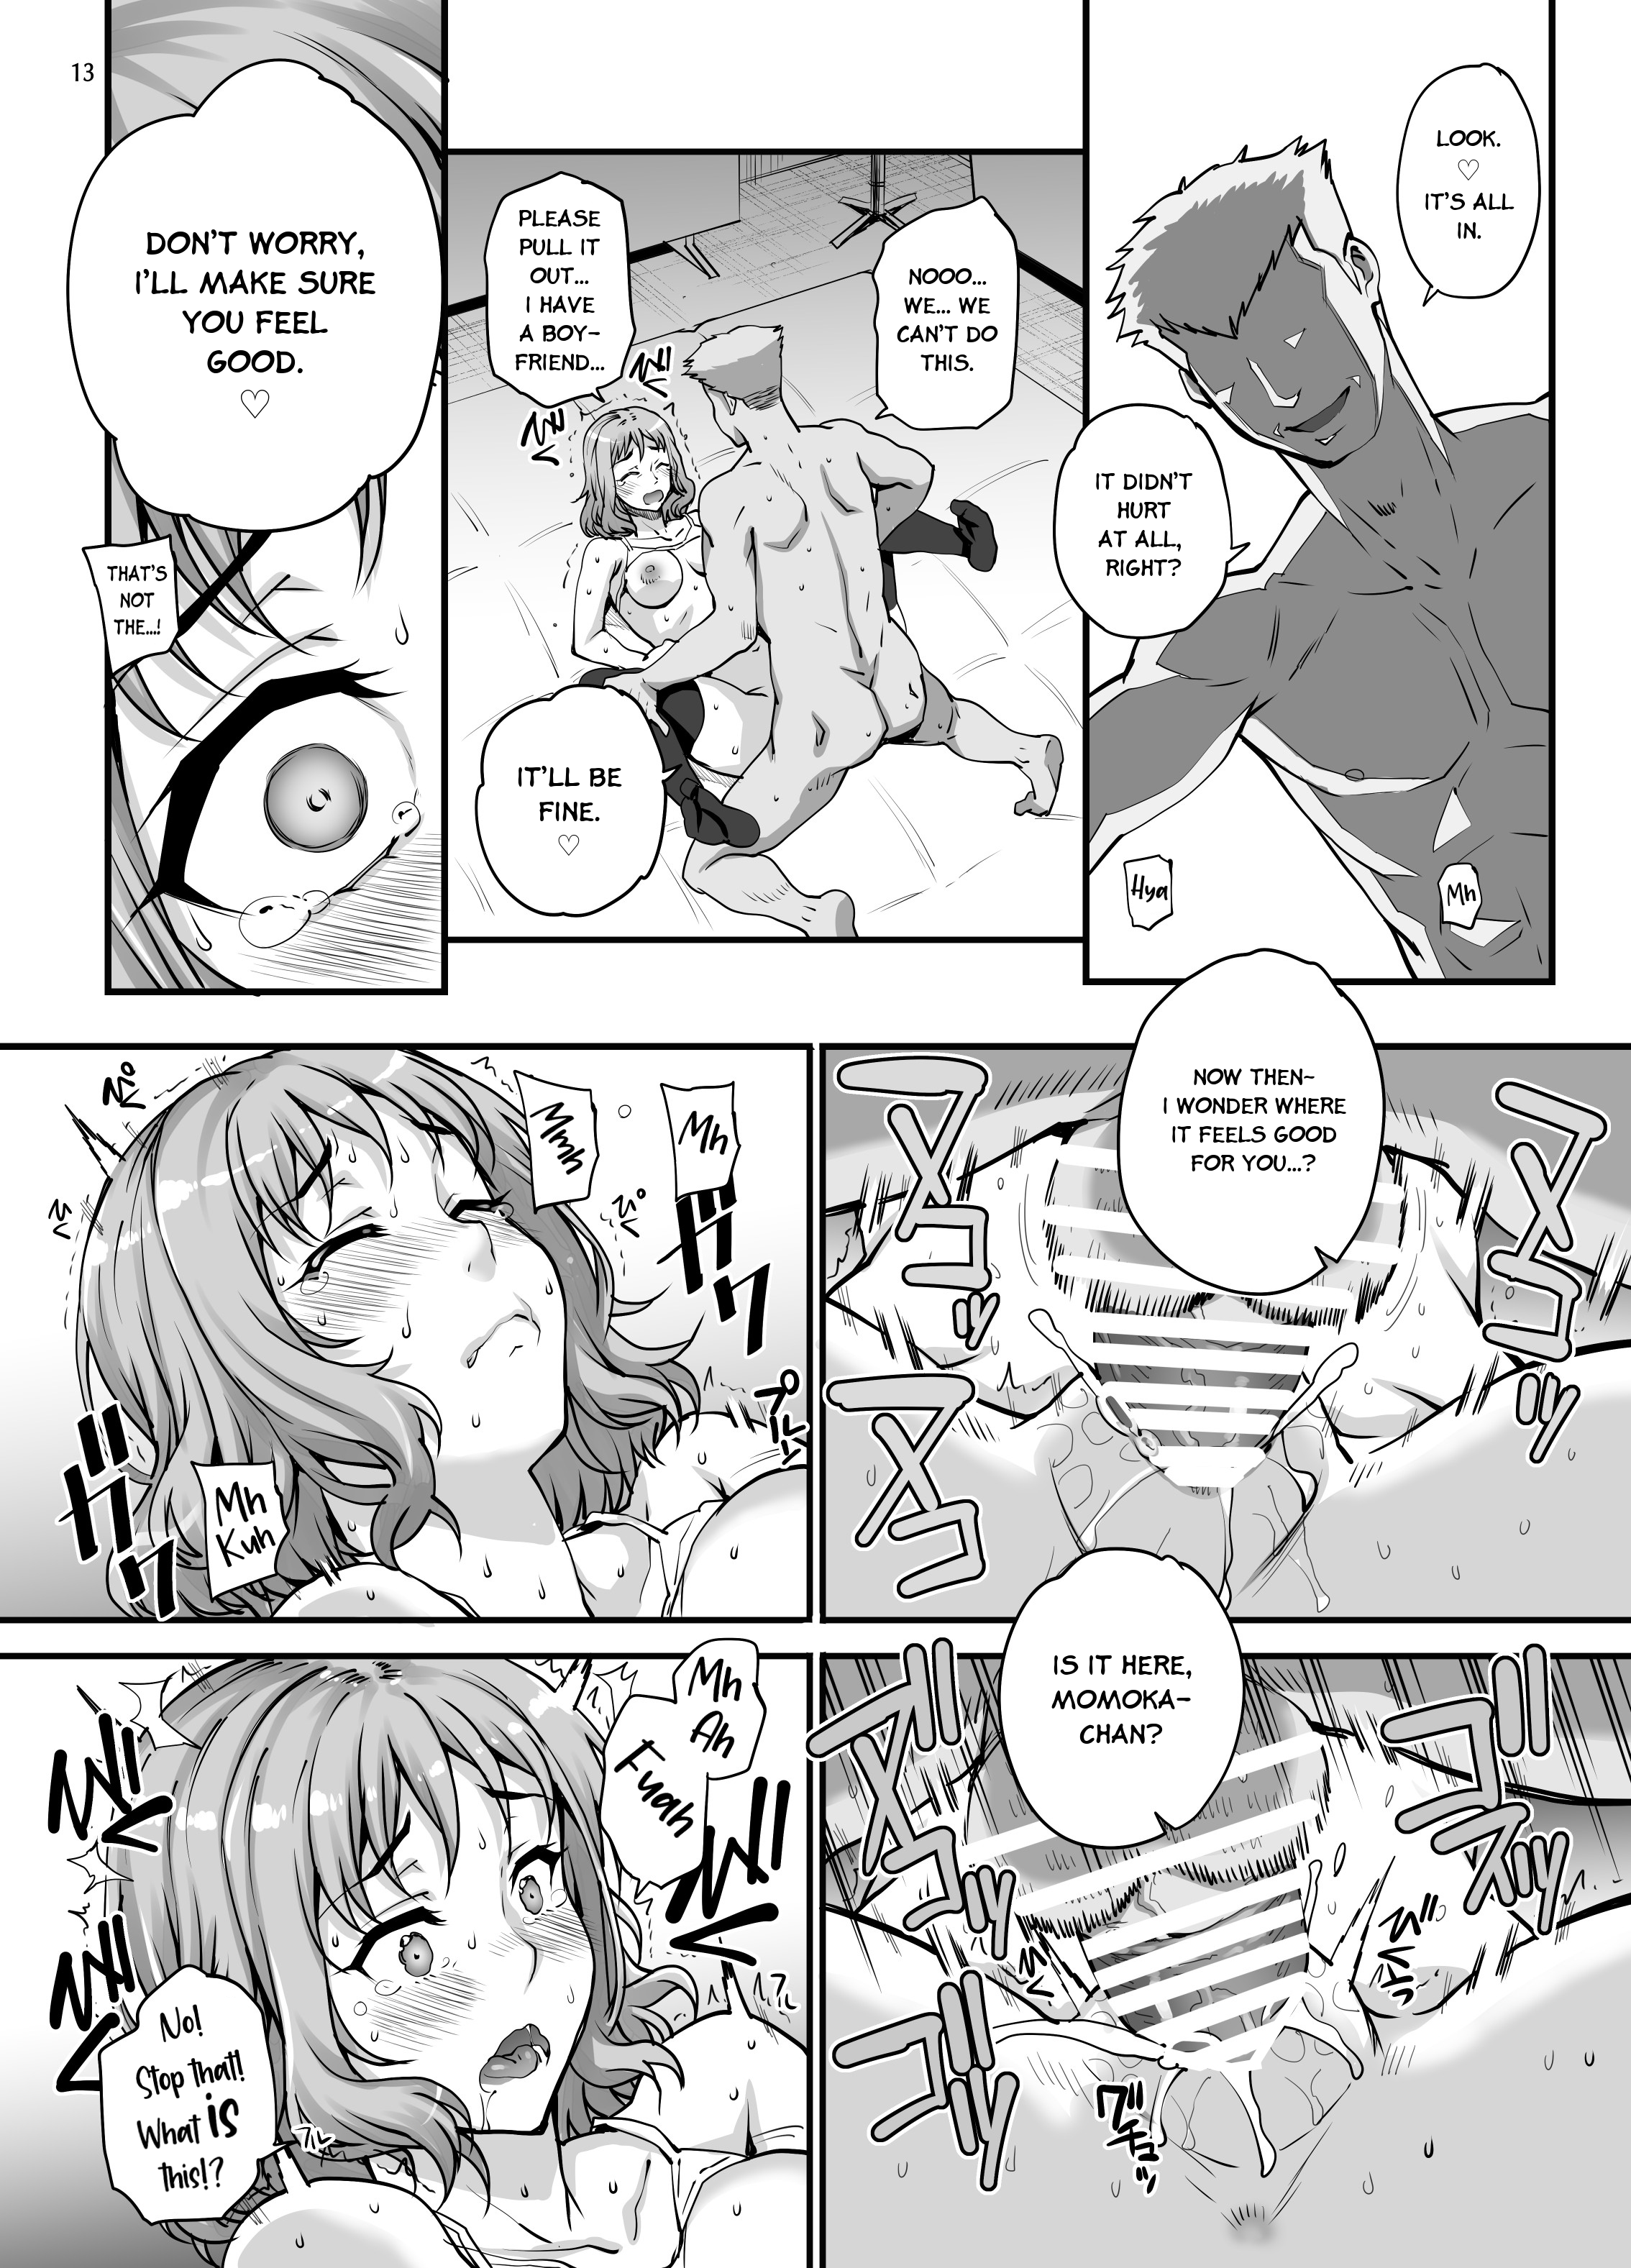 13
LOOK.
♡
IT'S ALL
IN.
IT DIDN'T
HURT
AT ALL,
RIGHT?
Mh
Hya
NOOO...
WE... WE
CAN'T DO
THIS.
PLEASE
PULL IT
OUT...
I HAVE
A BOY-
FRIEND...
IT'LL BE
FINE.
♡
DON'T WORRY,
I'LL MAKE SURE
YOU FEEL
GOOD.
♡
THAT'S
NOT
THE...!
NOW THEN~
I WONDER WHERE
IT FEELS GOOD
FOR YOU...?
Mh
Mmh
Mh
Kuh
IS IT HERE,
MOMOKA-
CHAN?
Mh
Ah
Fuah
No!
Stop that!
What IS
this!?